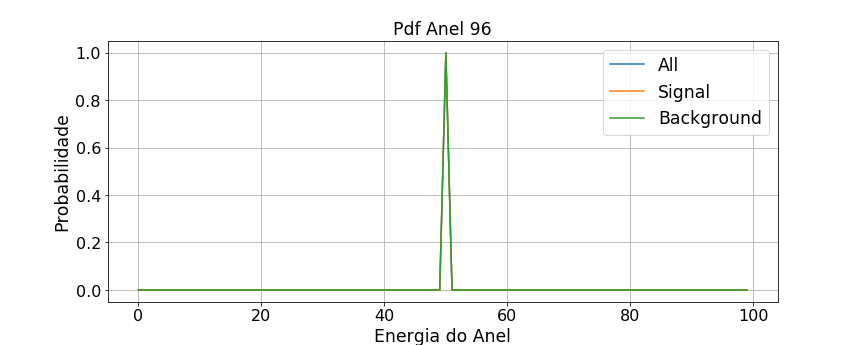 Pdf Anel 96
Probabilidade
1.0
0.8
0.6
0.4
0.2
0.0
All
Signal
Background
0 20 40 60 80 100
Energia do Anel